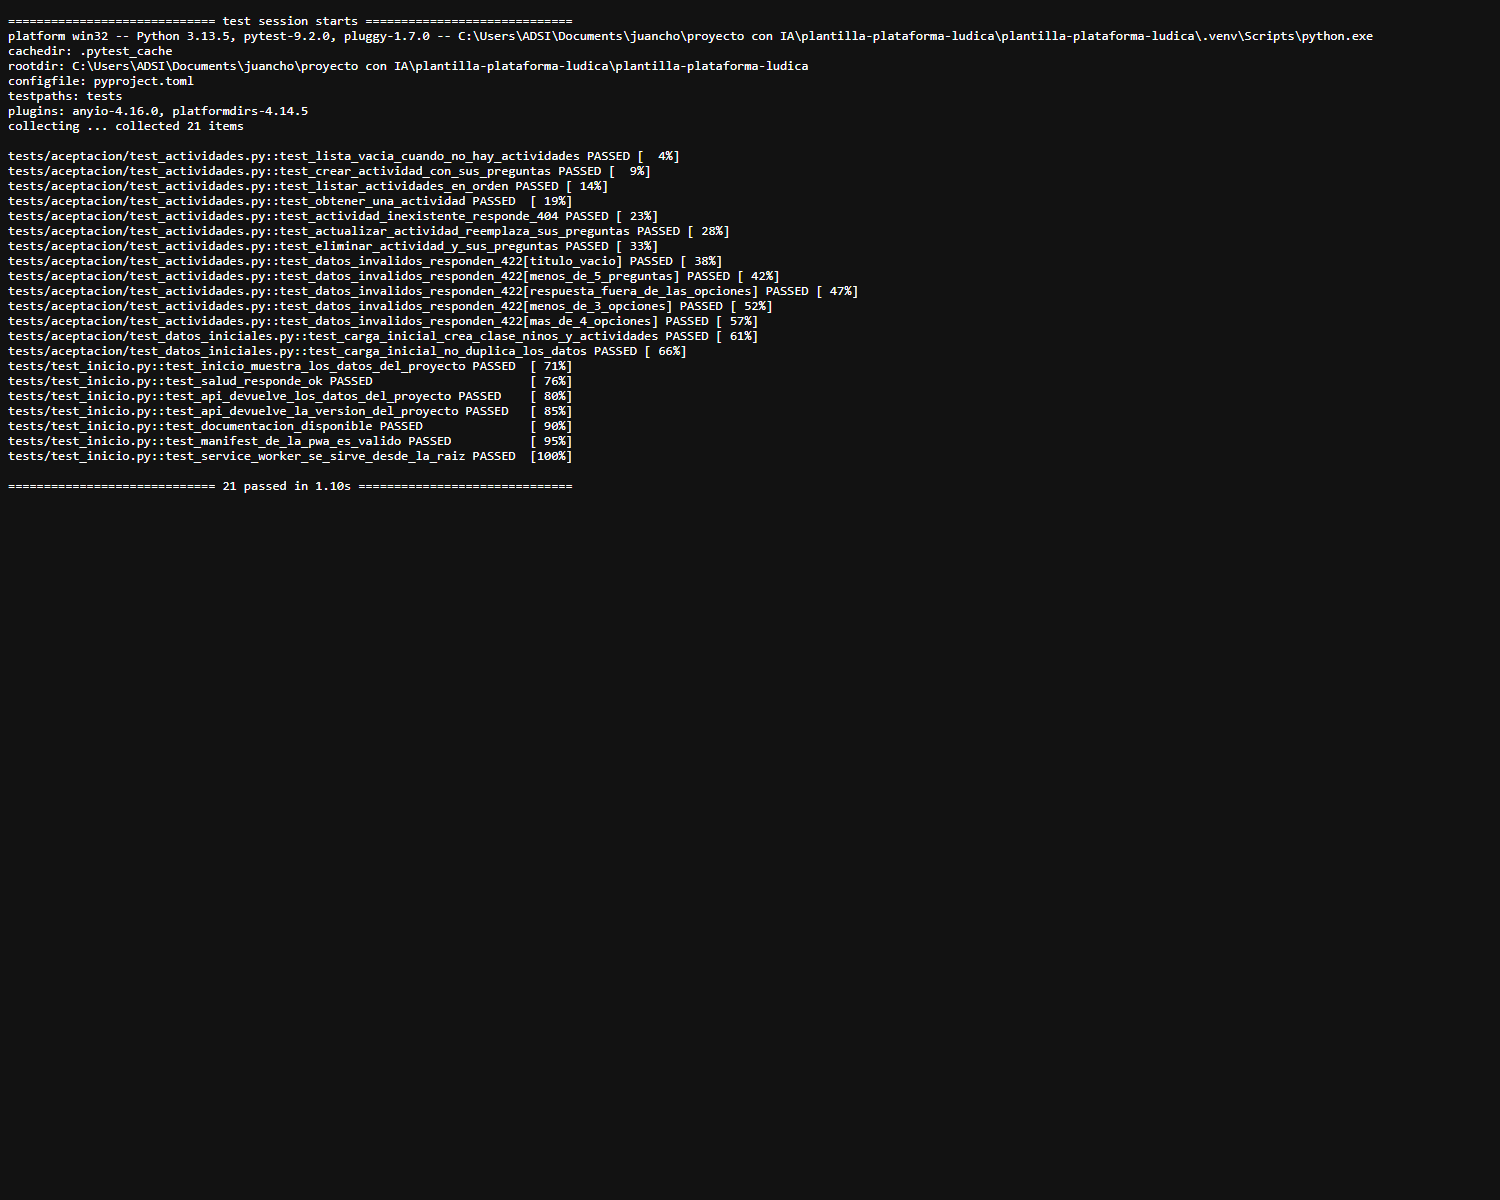 ============================= test session starts =============================
platform win32 -- Python 3.13.5, pytest-9.2.0, pluggy-1.7.0 -- C:\Users\ADSI\Documents\juancho\proyecto con IA\plantilla-plataforma-ludica\plantilla-plataforma-ludica\.venv\Scripts\python.exe
cachedir: .pytest_cache
rootdir: C:\Users\ADSI\Documents\juancho\proyecto con IA\plantilla-plataforma-ludica\plantilla-plataforma-ludica
configfile: pyproject.toml
testpaths: tests
plugins: anyio-4.16.0, platformdirs-4.14.5
collecting ... collected 21 items

tests/aceptacion/test_actividades.py::test_lista_vacia_cuando_no_hay_actividades PASSED [  4%]
tests/aceptacion/test_actividades.py::test_crear_actividad_con_sus_preguntas PASSED [  9%]
tests/aceptacion/test_actividades.py::test_listar_actividades_en_orden PASSED [ 14%]
tests/aceptacion/test_actividades.py::test_obtener_una_actividad PASSED  [ 19%]
tests/aceptacion/test_actividades.py::test_actividad_inexistente_responde_404 PASSED [ 23%]
tests/aceptacion/test_actividades.py::test_actualizar_actividad_reemplaza_sus_preguntas PASSED [ 28%]
tests/aceptacion/test_actividades.py::test_eliminar_actividad_y_sus_preguntas PASSED [ 33%]
tests/aceptacion/test_actividades.py::test_datos_invalidos_responden_422[titulo_vacio] PASSED [ 38%]
tests/aceptacion/test_actividades.py::test_datos_invalidos_responden_422[menos_de_5_preguntas] PASSED [ 42%]
tests/aceptacion/test_actividades.py::test_datos_invalidos_responden_422[respuesta_fuera_de_las_opciones] PASSED [ 47%]
tests/aceptacion/test_actividades.py::test_datos_invalidos_responden_422[menos_de_3_opciones] PASSED [ 52%]
tests/aceptacion/test_actividades.py::test_datos_invalidos_responden_422[mas_de_4_opciones] PASSED [ 57%]
tests/aceptacion/test_datos_iniciales.py::test_carga_inicial_crea_clase_ninos_y_actividades PASSED [ 61%]
tests/aceptacion/test_datos_iniciales.py::test_carga_inicial_no_duplica_los_datos PASSED [ 66%]
tests/test_inicio.py::test_inicio_muestra_los_datos_del_proyecto PASSED  [ 71%]
tests/test_inicio.py::test_salud_responde_ok PASSED                      [ 76%]
tests/test_inicio.py::test_api_devuelve_los_datos_del_proyecto PASSED    [ 80%]
tests/test_inicio.py::test_api_devuelve_la_version_del_proyecto PASSED   [ 85%]
tests/test_inicio.py::test_documentacion_disponible PASSED               [ 90%]
tests/test_inicio.py::test_manifest_de_la_pwa_es_valido PASSED           [ 95%]
tests/test_inicio.py::test_service_worker_se_sirve_desde_la_raiz PASSED  [100%]

============================= 21 passed in 1.10s ==============================